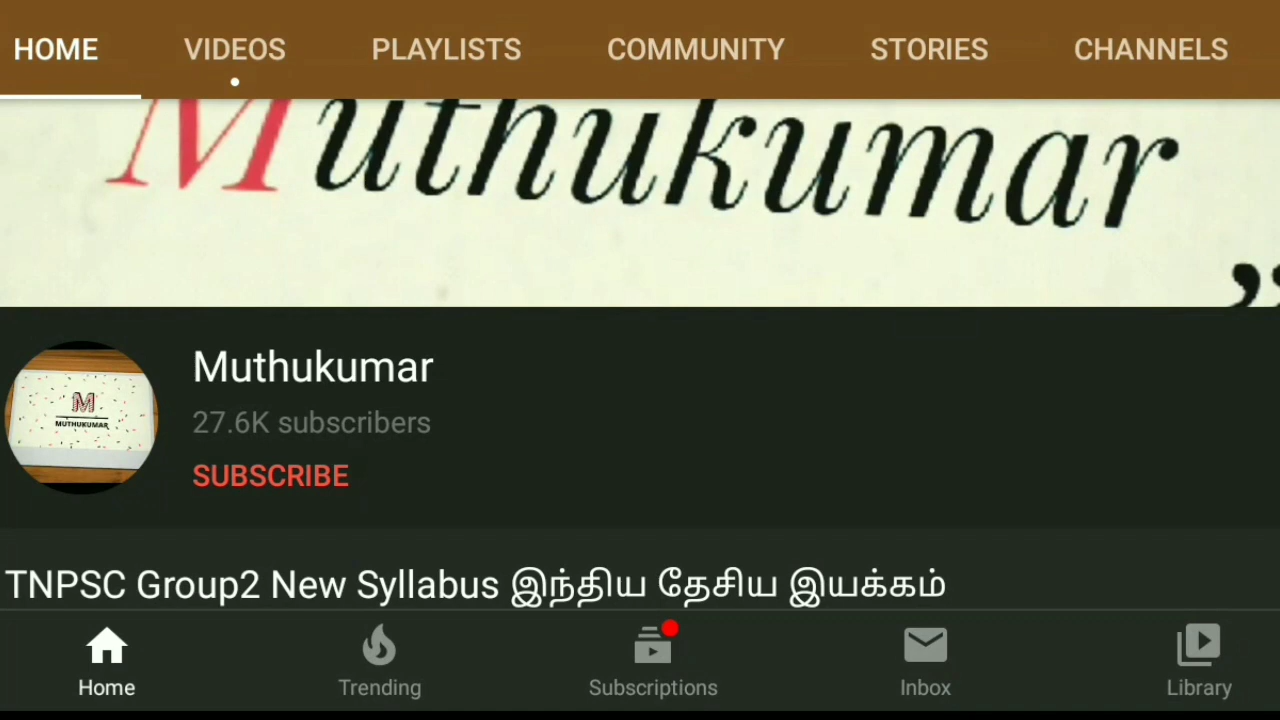 HOME VIDEOS PLAYLISTS COMMUNITY STORIES CHANNELS
Muthukumar
,,
M
MUTHUKUMAR
Muthukumar
27.6K subscribers
SUBSCRIBE
TNPSC Group2 New Syllabus இந்திய தேசிய இயக்கம்
Home Trending Subscriptions Inbox Library